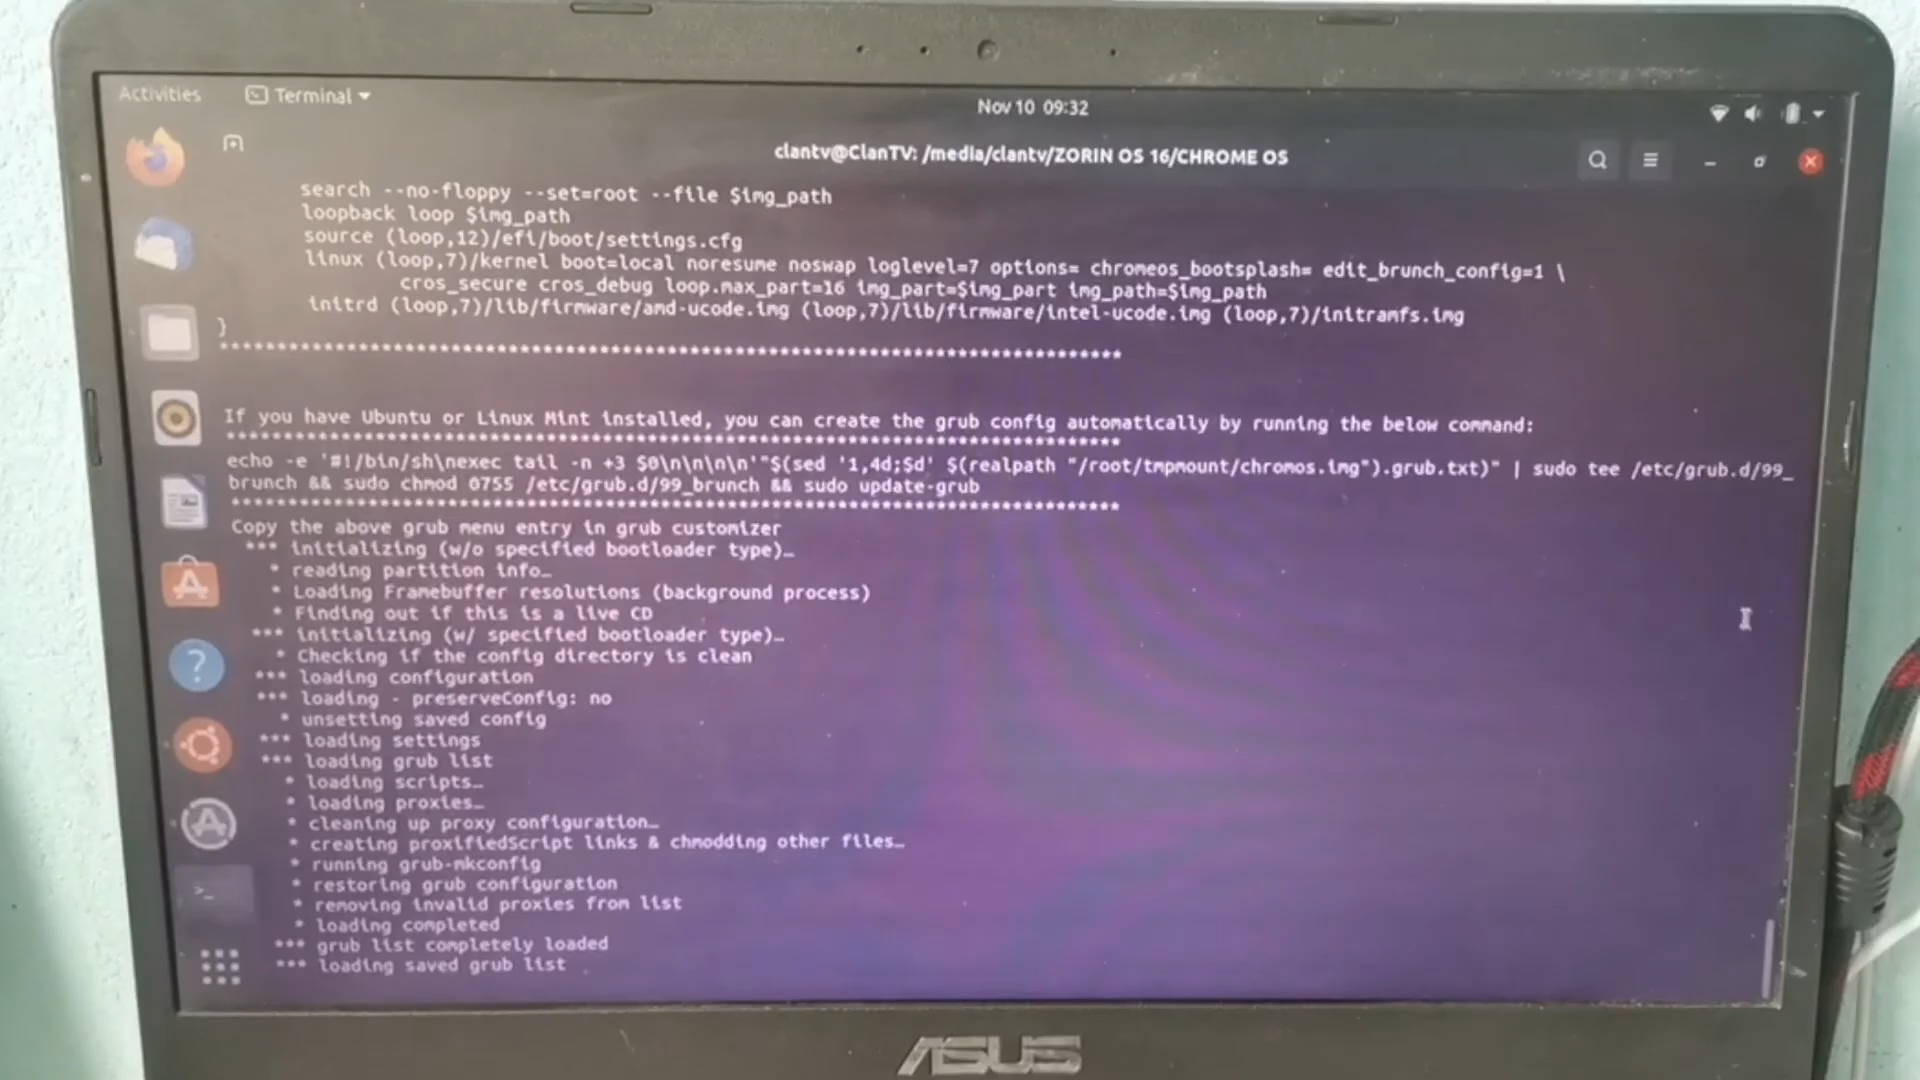 Activities
Terminal
Nov 10 09:32
clantv@ClanTV: /media/clantv/ZORIN OS 16/CHROME OS
search --no-floppy --set=root --file $img_path
loopback loop $img_path
source (loop,12)/efi/boot/settings.cfg
linux (loop,7)/kernel boot=local noresume noswap loglevel=7 options= chromeos_bootsplash= edit_brunch_config=1 \
cros_secure cros_debug loop.max_part=16 img_part=$img_part img_path=$img_path
initrd (loop,7)/lib/firmware/amd-ucode.img (loop,7)/lib/firmware/intel-ucode.img (loop,7)/initramfs.img
}
If you have Ubuntu or Linux Mint installed, you can create the grub config automatically by running the below command:
echo -e '#!/bin/sh\nexec tail -n +3 $0\n\n\n\n'"$(sed '1,4d;$d' $(realpath "/root/tmpmount/chromos.img").grub.txt)" | sudo tee /etc/grub.d/99_
brunch && sudo chmod 0755 /etc/grub.d/99_brunch && sudo update-grub
Copy the above grub menu entry in grub customizer
*** initializing (w/o specified bootloader type)…
* reading partition info…
* Loading Framebuffer resolutions (background process)
* Finding out if this is a live CD
*** initializing (w/ specified bootloader type)…
* Checking if the config directory is clean
*** loading configuration
*** loading - preserveConfig: no
* unsetting saved config
*** loading settings
*** loading grub list
* loading scripts…
* loading proxies…
* cleaning up proxy configuration…
* creating proxifiedScript links & chmodding other files…
* running grub-mkconfig
* restoring grub configuration
* removing invalid proxies from list
* loading completed
*** grub list completely loaded
*** loading saved grub list
ASUS